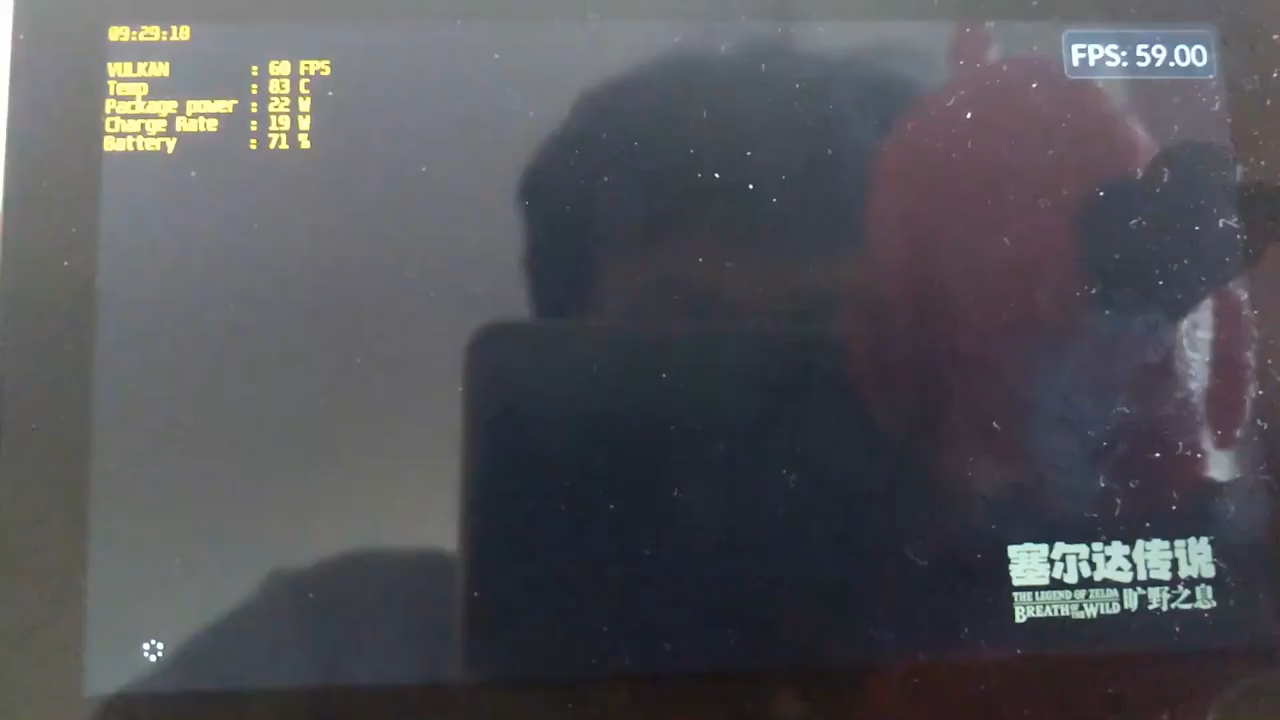 09:29:18
FPS: 59.00
VULKAN : 60 FPS
Temp : 83 C
Package power : 22 W
Charge Rate : 19 W
Battery : 71 %
塞尔达传说
THE LEGEND OF ZELDA
BREATH OF THE WILD 旷野之息